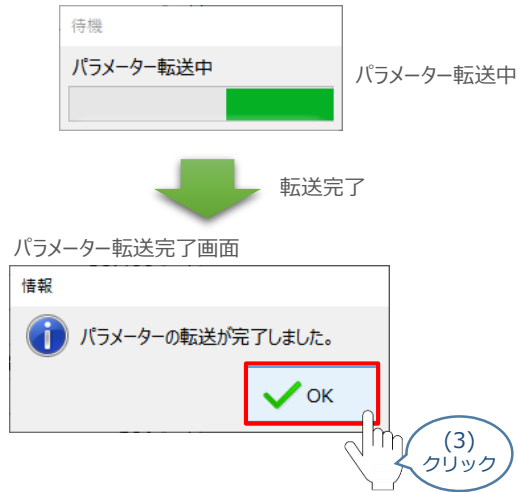 待機
パラメーター転送中
パラメーター転送中
転送完了
パラメーター転送完了画面
情報
パラメーターの転送が完了しました。
OK
(3)
クリック